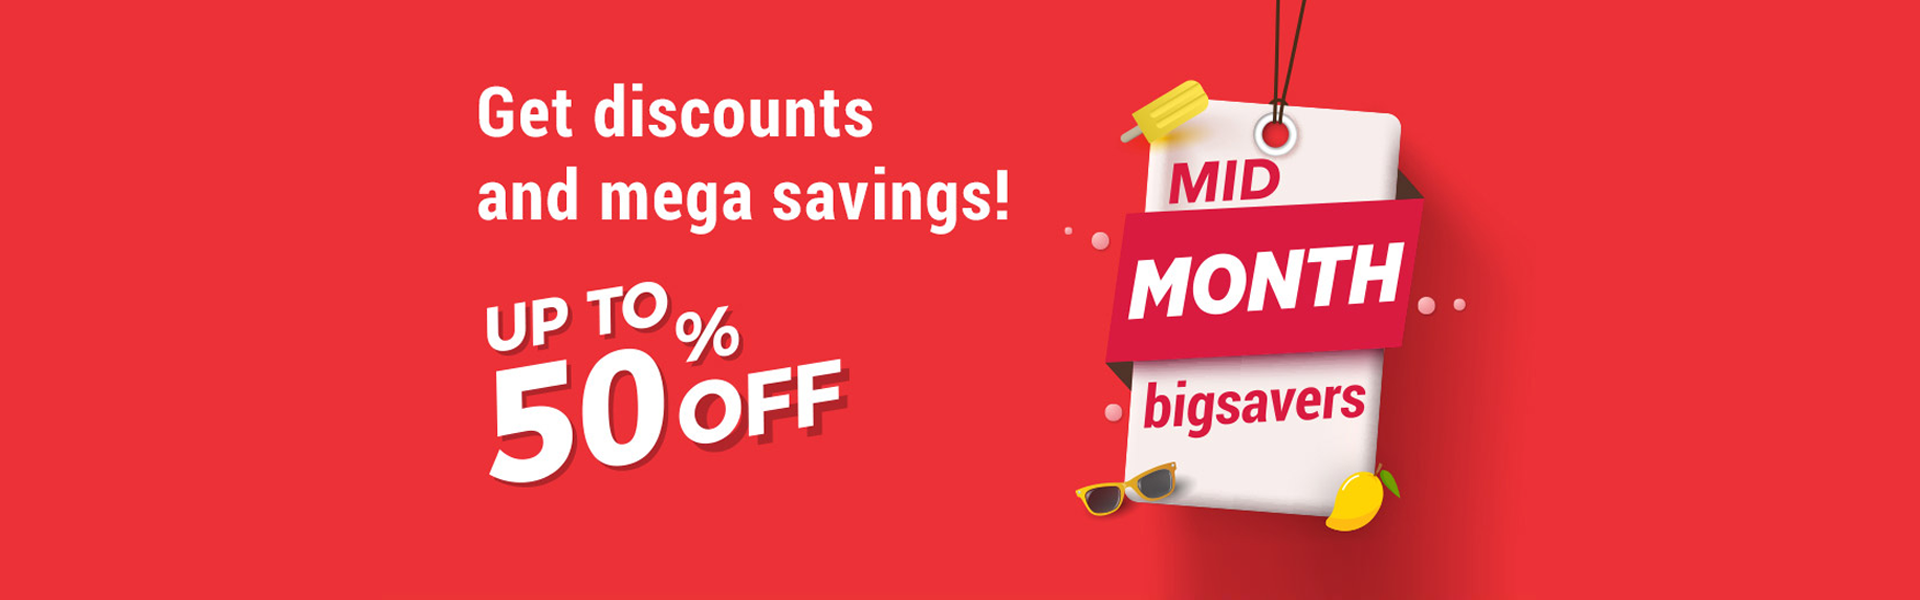 Get discounts
and mega savings!
UP TO
50% OFF
MID
MONTH
bigsavers